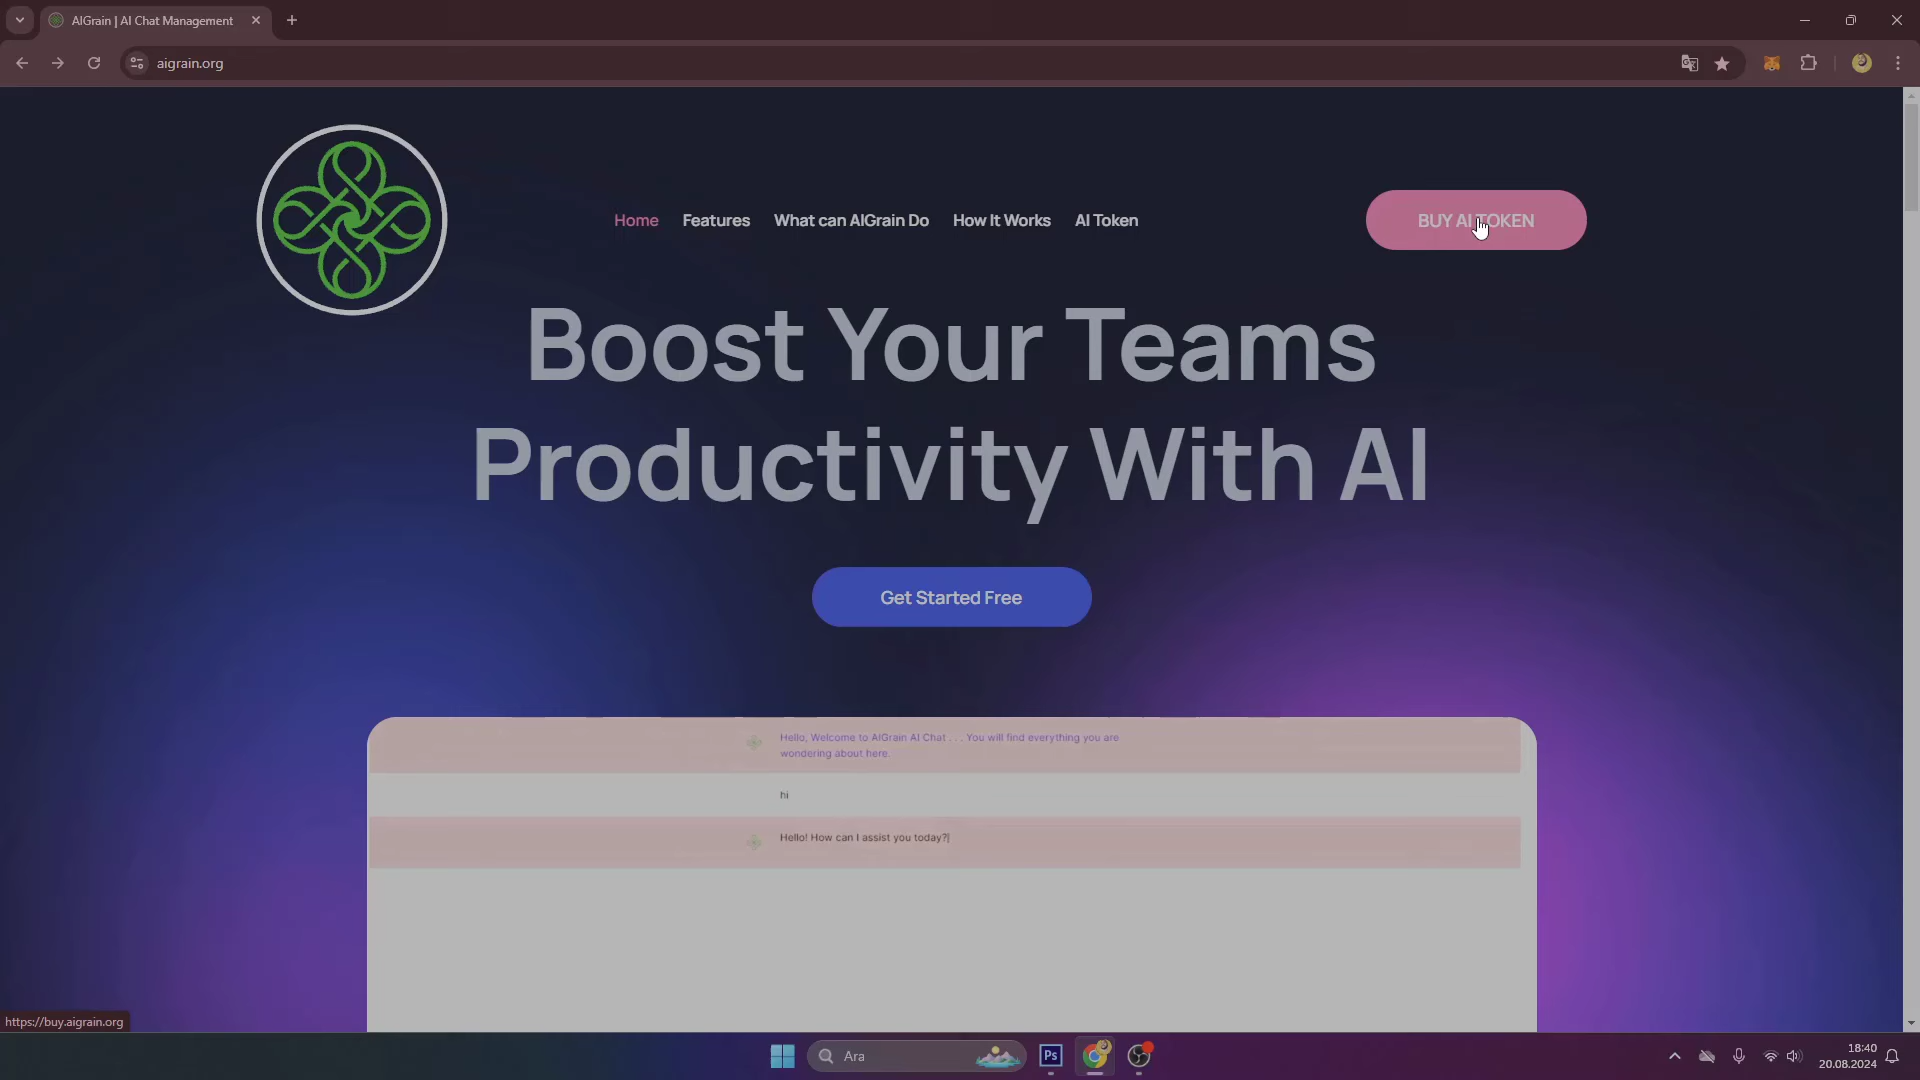 AIGrain | AI Chat Management
aigrain.org
Home Features What can AIGrain Do How It Works AI Token
BUY AI TOKEN
Boost Your Teams
Productivity With AI
Get Started Free
Hello, Welcome to AIGrain AI Chat . . . You will find everything you are
wondering about here.
hi
Hello! How can I assist you today?
https://buy.aigrain.org
Ara
Ps
18:40
20.08.2024